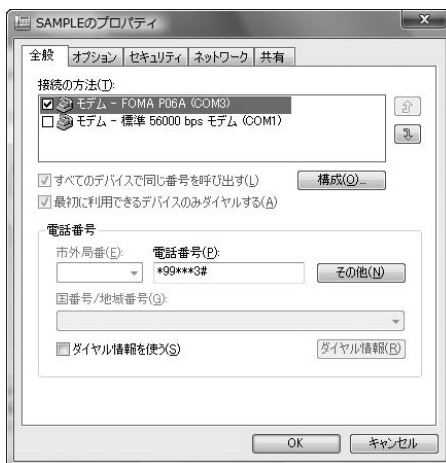 SAMPLEのプロパティ
全般 オプション セキュリティ ネットワーク 共有
接続の方法(T):
モデム - FOMA P06A (COM3)
モデム - 標準 56000 bps モデム (COM1)
すべてのデバイスで同じ番号を呼び出す(L) 構成(O)...
最初に利用できるデバイスのみダイヤルする(A)
電話番号
市外局番(E): 電話番号(P):
*99***3# その他(N)
国番号/地域番号(G):
ダイヤル情報を使う(S) ダイヤル情報(R)
OK キャンセル